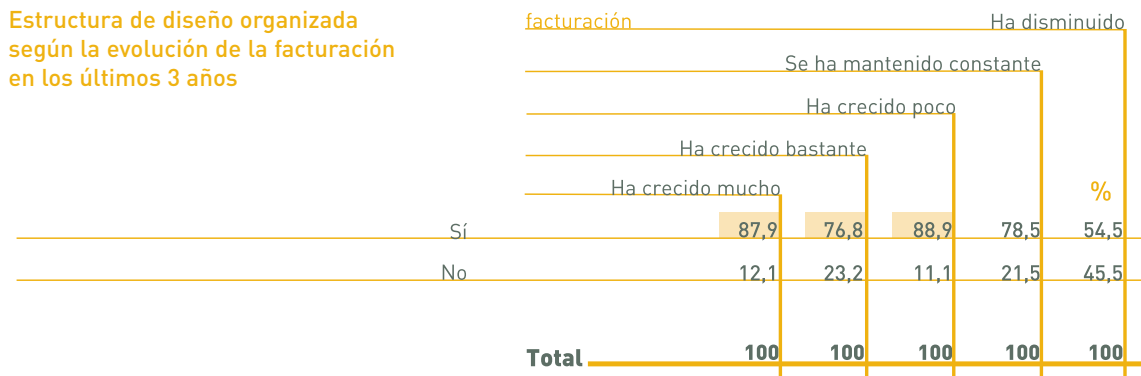 Estructura de diseño organizada
según la evolución de la facturación
en los últimos 3 años
facturación
Ha disminuido
Se ha mantenido constante
Ha crecido poco
Ha crecido bastante
Ha crecido mucho
%
Sí 87,9 76,8 88,9 78,5 54,5
No 12,1 23,2 11,1 21,5 45,5
Total 100 100 100 100 100